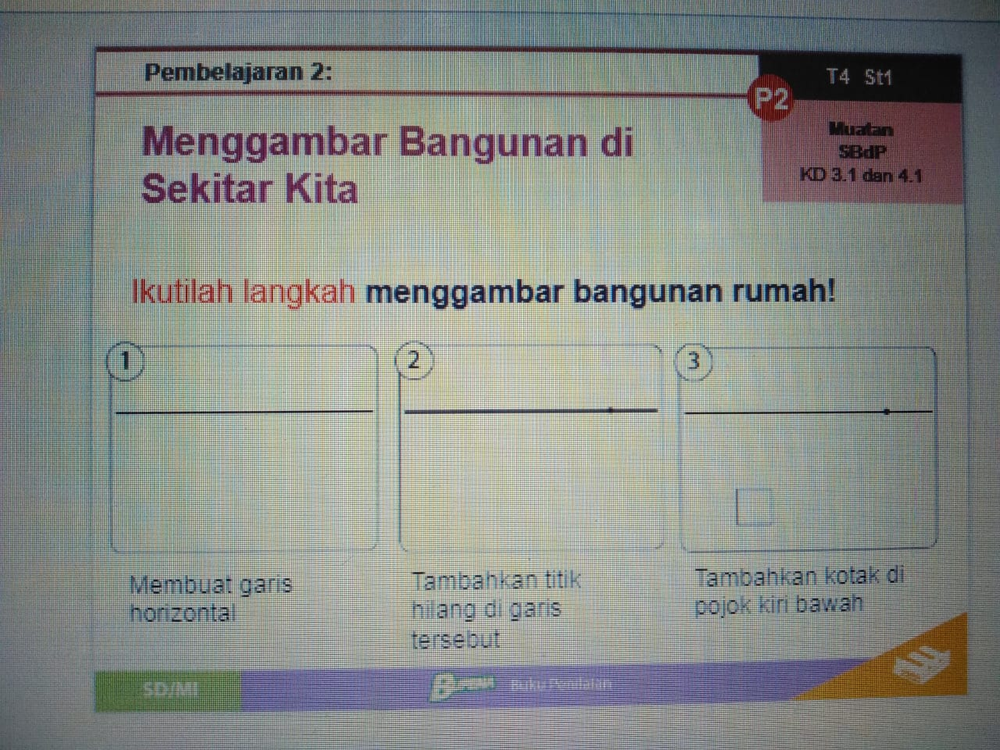 Pembelajaran 2:
T4 St1
P2
Muatan
SBdP
KD 3.1 dan 4.1
Menggambar Bangunan di
Sekitar Kita
Ikutilah langkah menggambar bangunan rumah!
1
2
3
Membuat garis
horizontal
Tambahkan titik
hilang di garis
tersebut
Tambahkan kotak di
pojok kiri bawah
SD/MI
Buku Penilaian